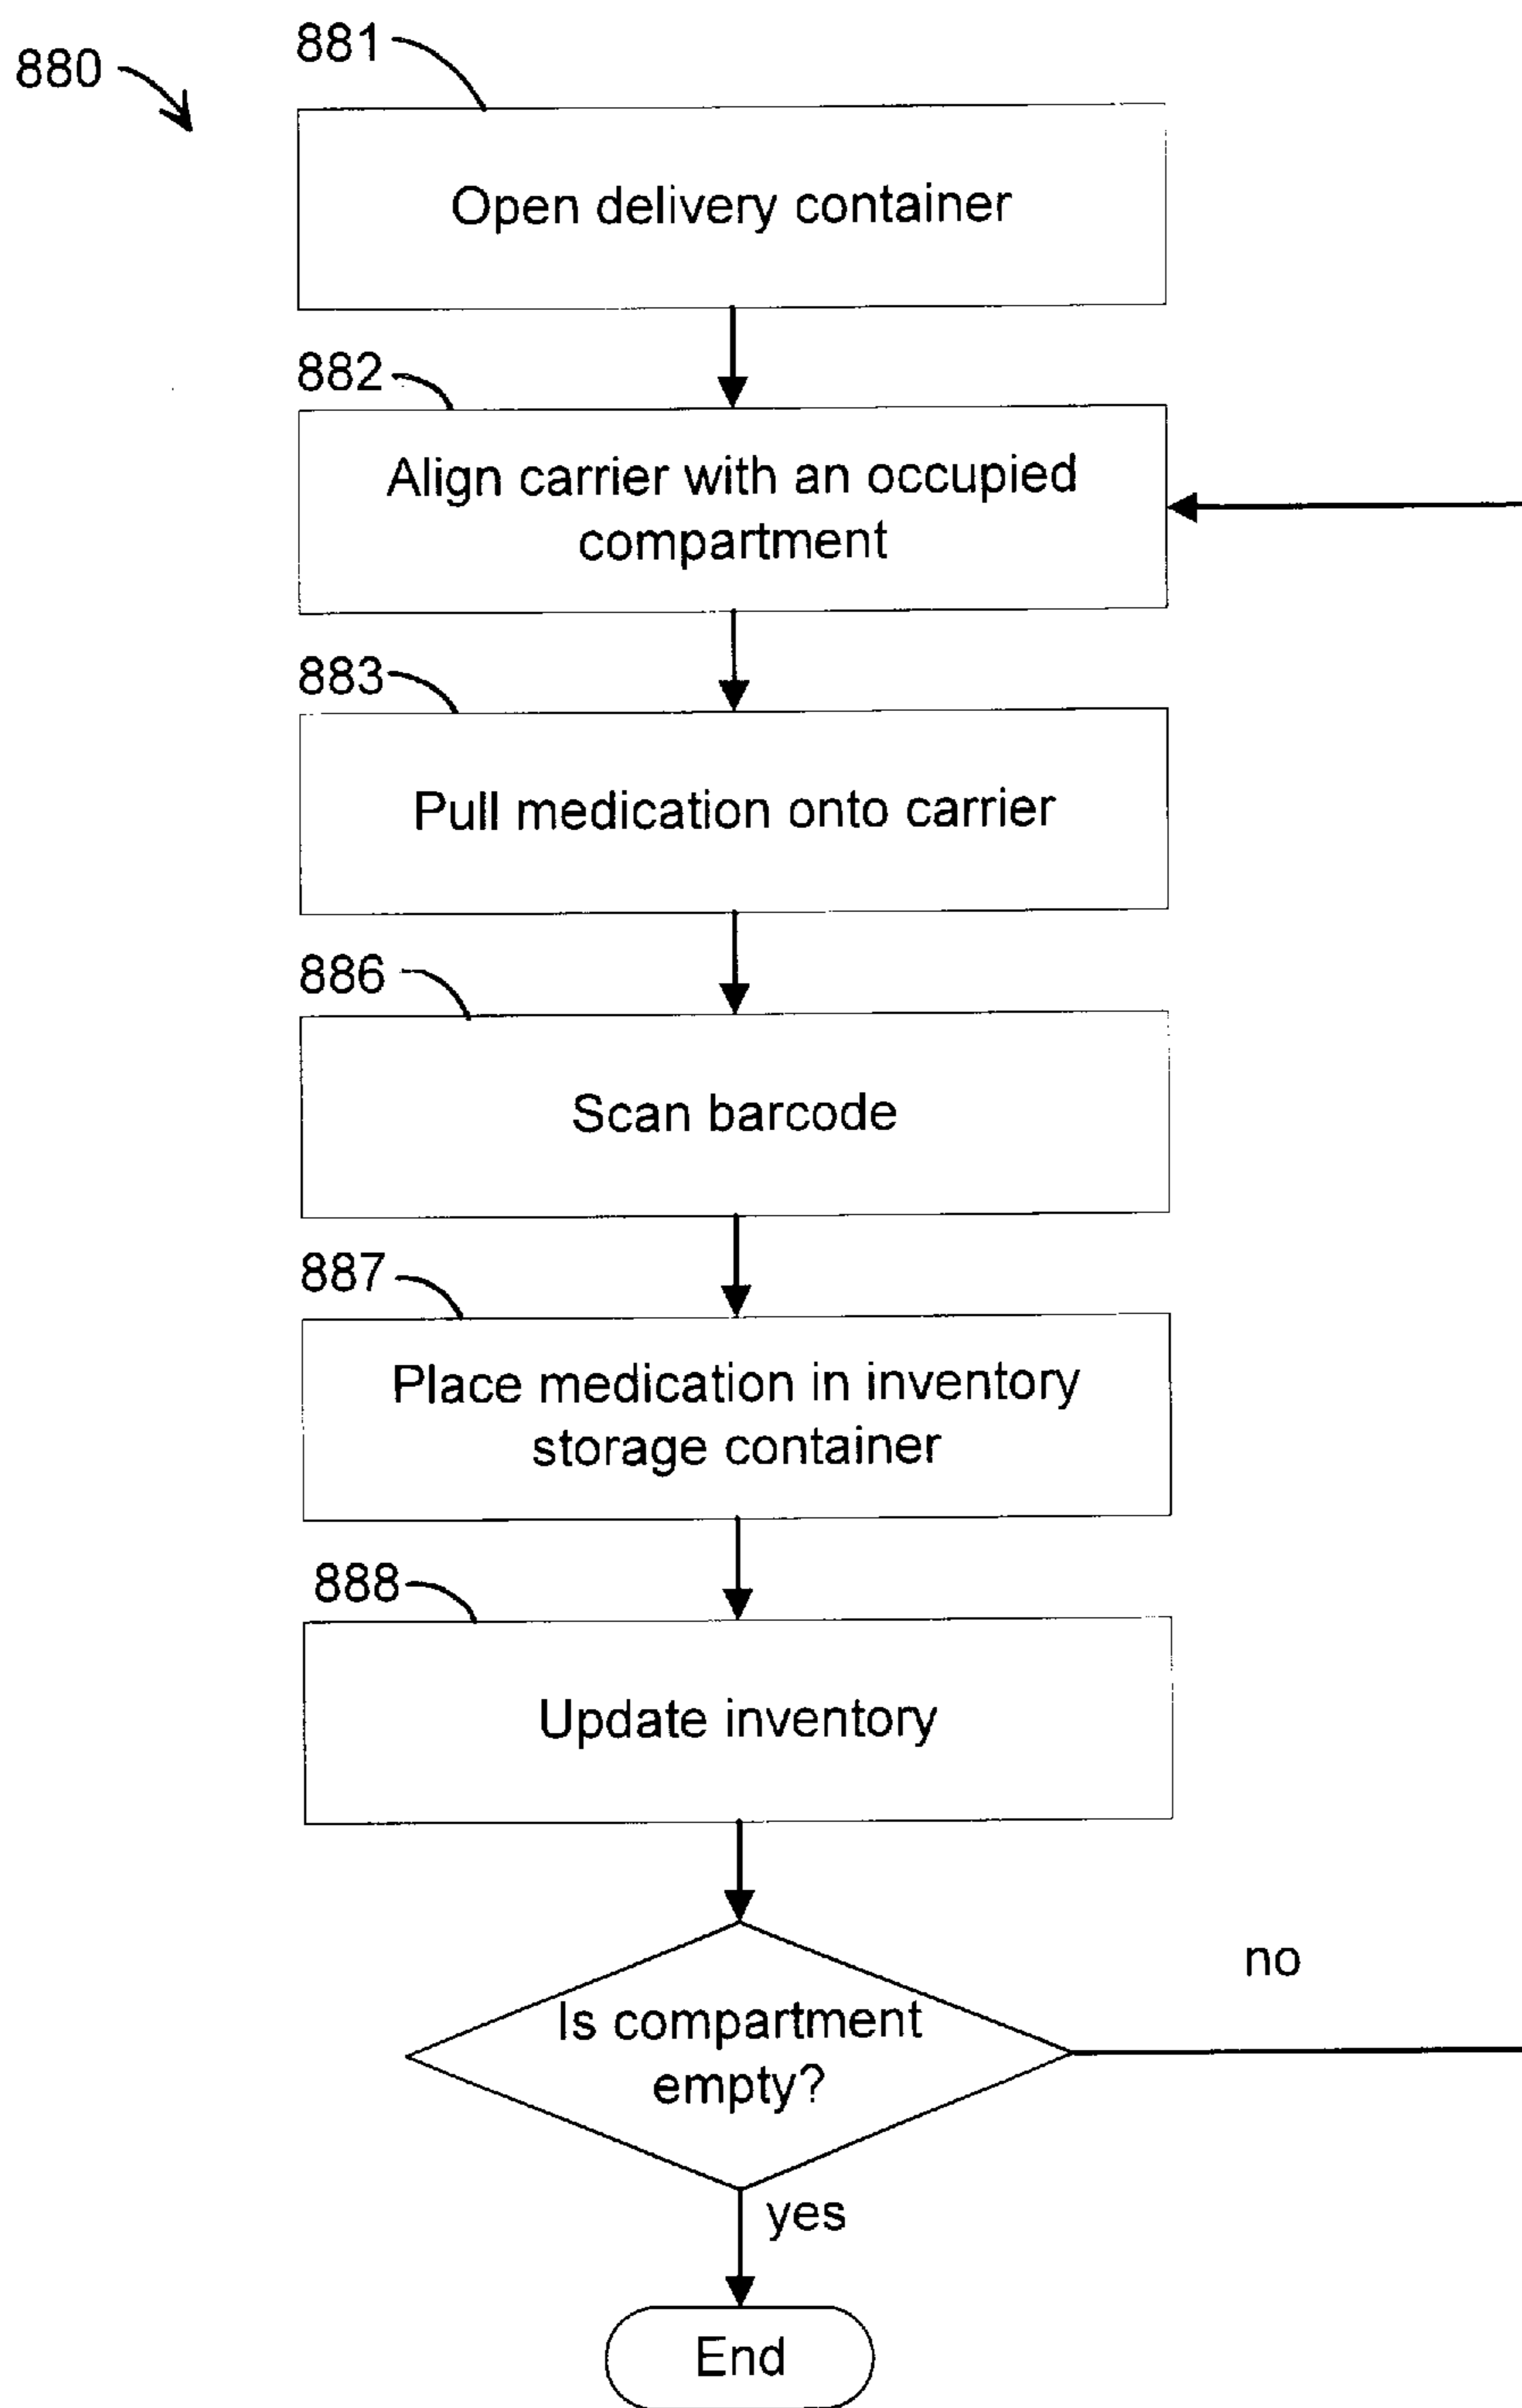 880
881
Open delivery container
882
Align carrier with an occupied
compartment
883
Pull medication onto carrier
886
Scan barcode
887
Place medication in inventory
storage container
888
Update inventory
no
Is compartment
empty?
yes
End